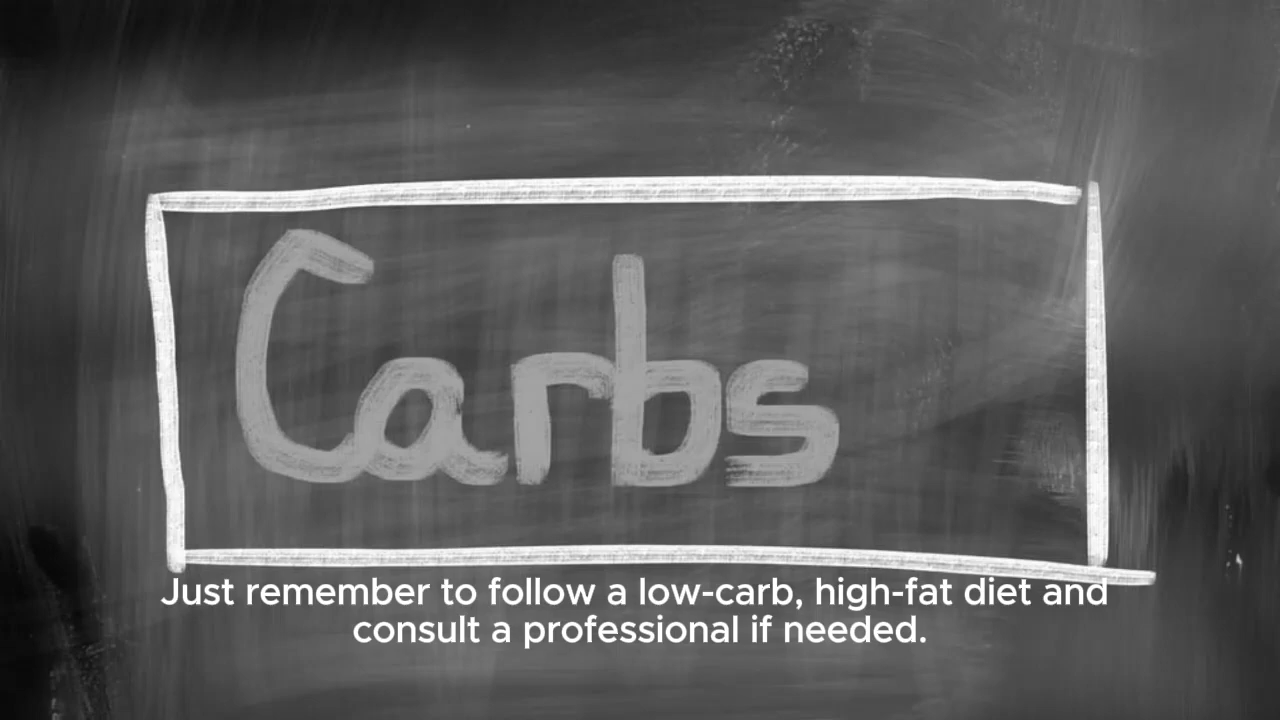 Carbs
Just remember to follow a low-carb, high-fat diet and
consult a professional if needed.